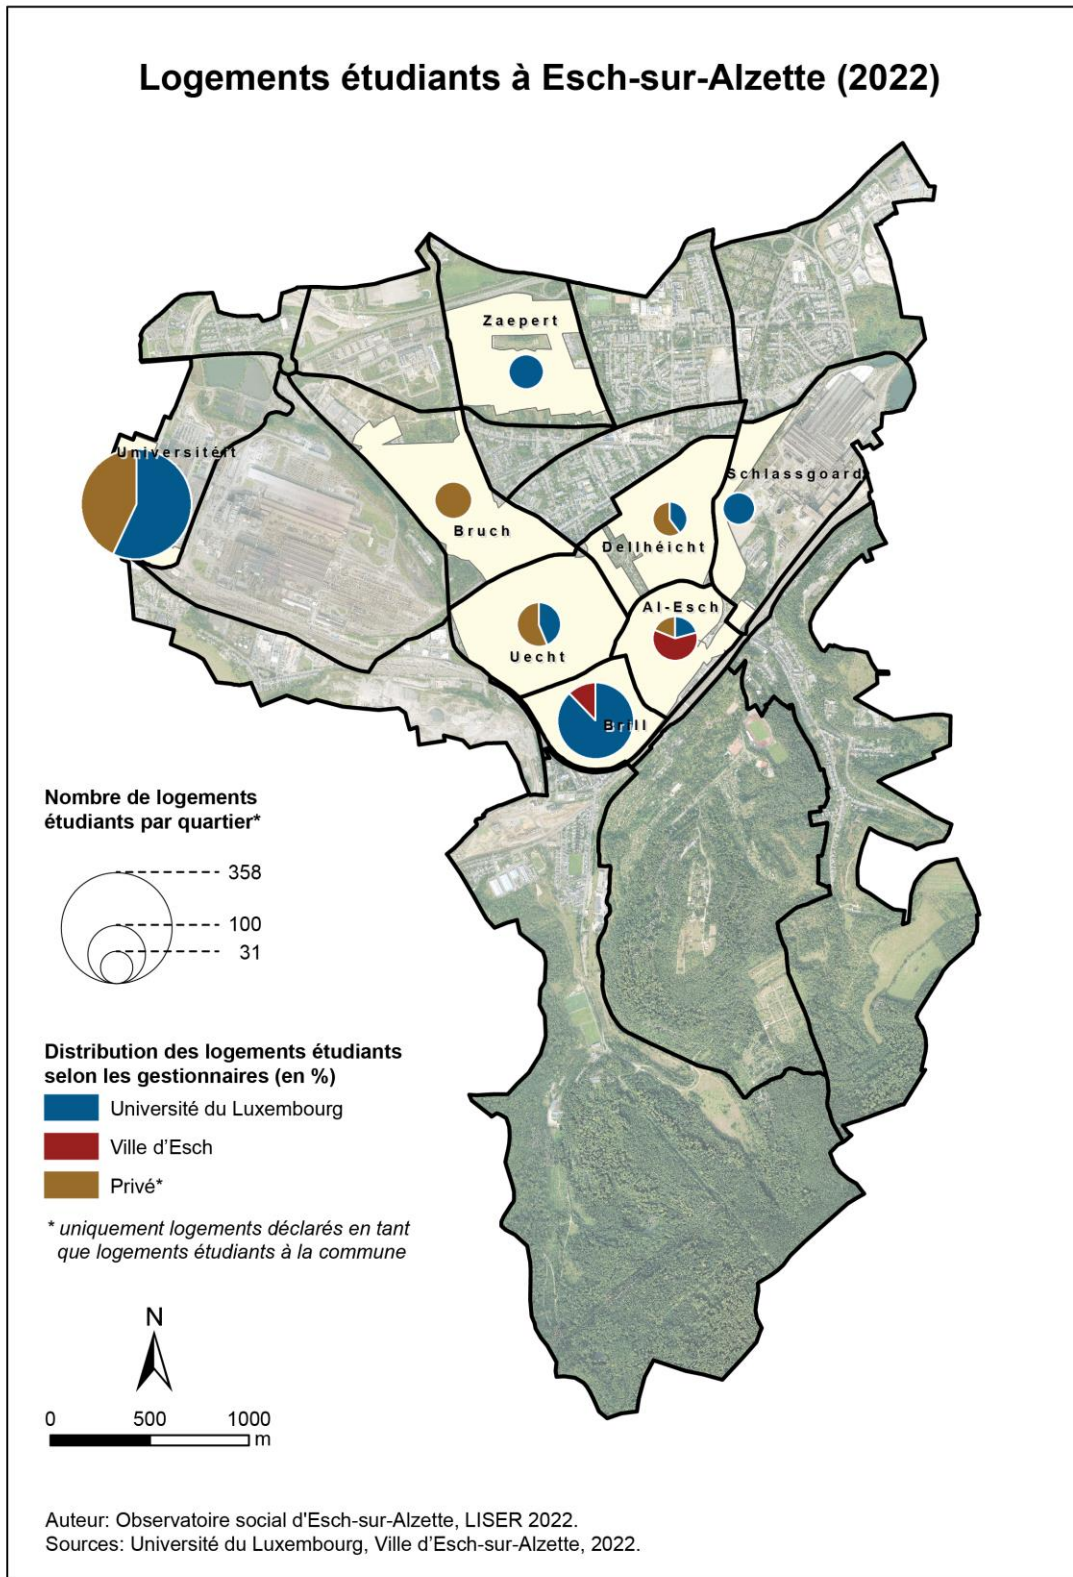 Logements étudiants à Esch-sur-Alzette (2022)
Zaepert
Universitéit
Schlassgoard
Bruch
Dellhéicht
Al-Esch
Uecht
Brill
Nombre de logements
étudiants par quartier*
358
100
31
Distribution des logements étudiants
selon les gestionnaires (en %)
Université du Luxembourg
Ville d’Esch
Privé*
* uniquement logements déclarés en tant
que logements étudiants à la commune
N
0 500 1000
m
Auteur: Observatoire social d'Esch-sur-Alzette, LISER 2022.
Sources: Université du Luxembourg, Ville d’Esch-sur-Alzette, 2022.